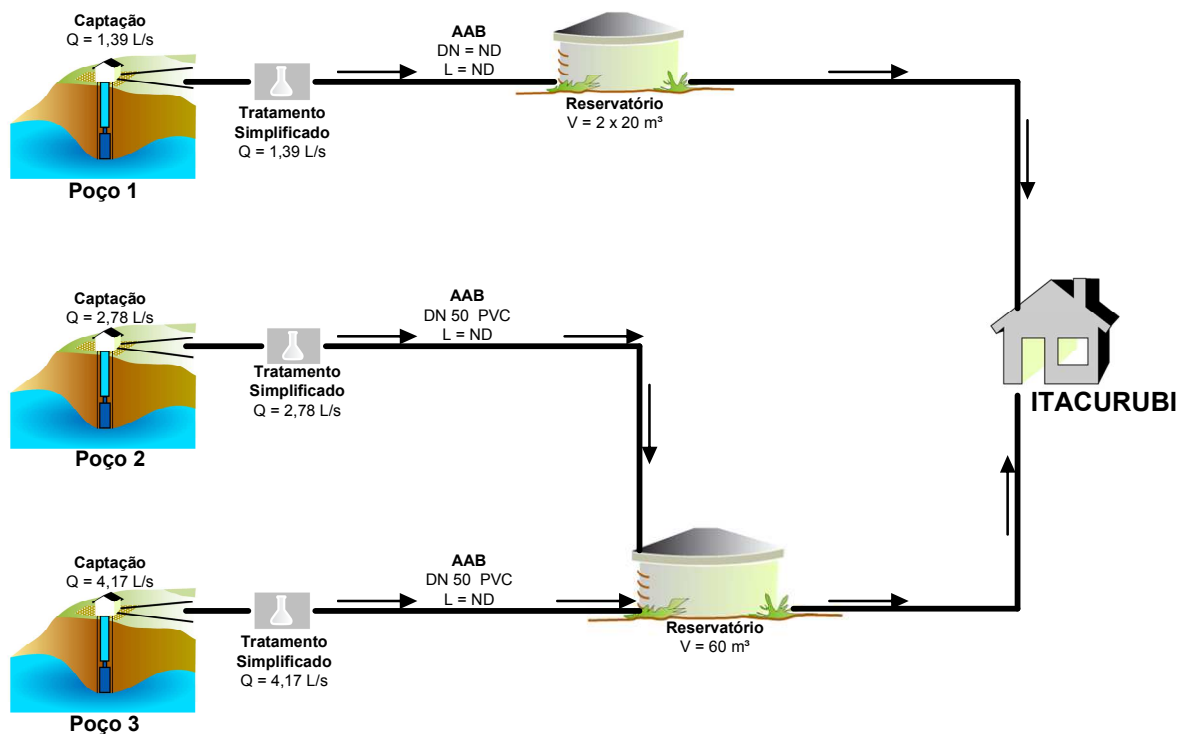 Captação
Q = 1,39 L/s
Poço 1
Tratamento
Simplificado
Q = 1,39 L/s
AAB
DN = ND
L = ND
Reservatório
V = 2 x 20 m³
Captação
Q = 2,78 L/s
Poço 2
Tratamento
Simplificado
Q = 2,78 L/s
AAB
DN 50 PVC
L = ND
ITACURUBI
Captação
Q = 4,17 L/s
Poço 3
Tratamento
Simplificado
Q = 4,17 L/s
AAB
DN 50 PVC
L = ND
Reservatório
V = 60 m³